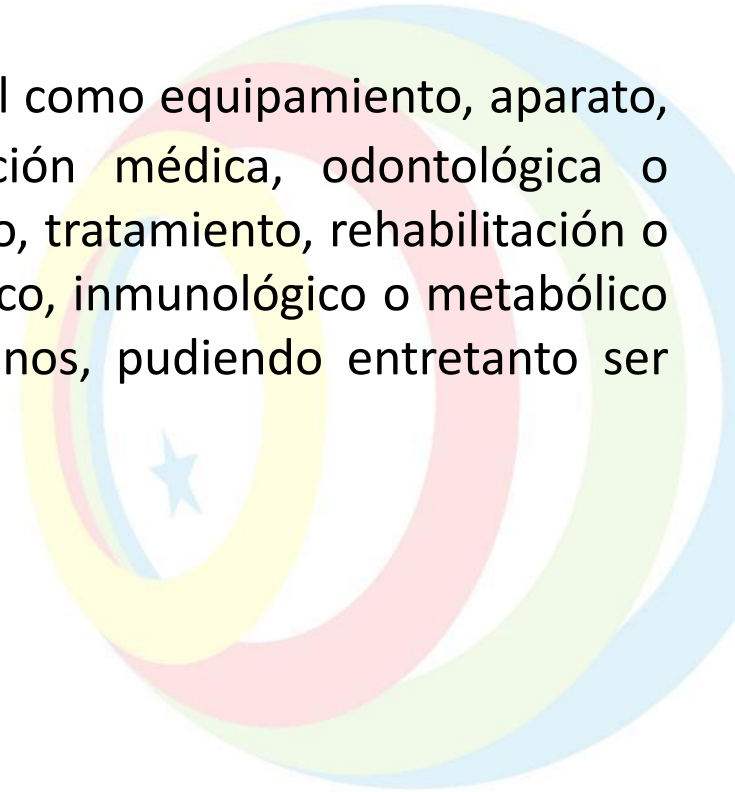 l como equipamiento, aparato,
ción médica, odontológica o
o, tratamiento, rehabilitación o
co, inmunológico o metabólico
nos, pudiendo entretanto ser